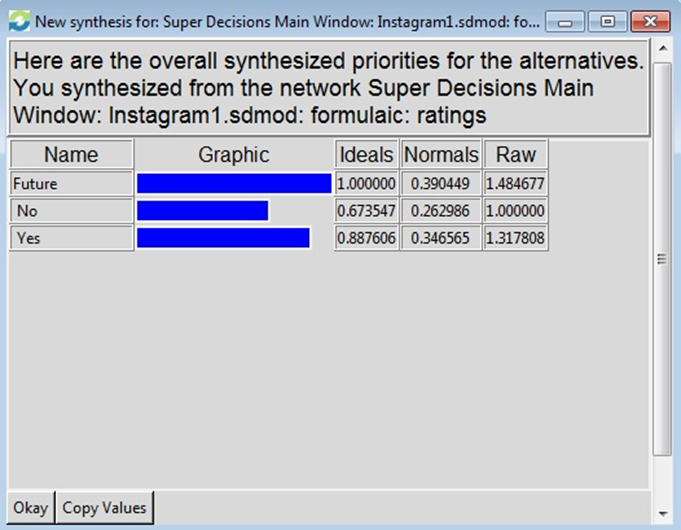 New synthesis for: Super Decisions Main Window: Instagram1.sdmod: fo...
Here are the overall synthesized priorities for the alternatives.
You synthesized from the network Super Decisions Main
Window: Instagram1.sdmod: formulaic: ratings
Name Graphic Ideals Normals Raw
Future 1.000000 0.390449 1.484677
No 0.673547 0.262986 1.000000
Yes 0.887606 0.346565 1.317808
Okay Copy Values